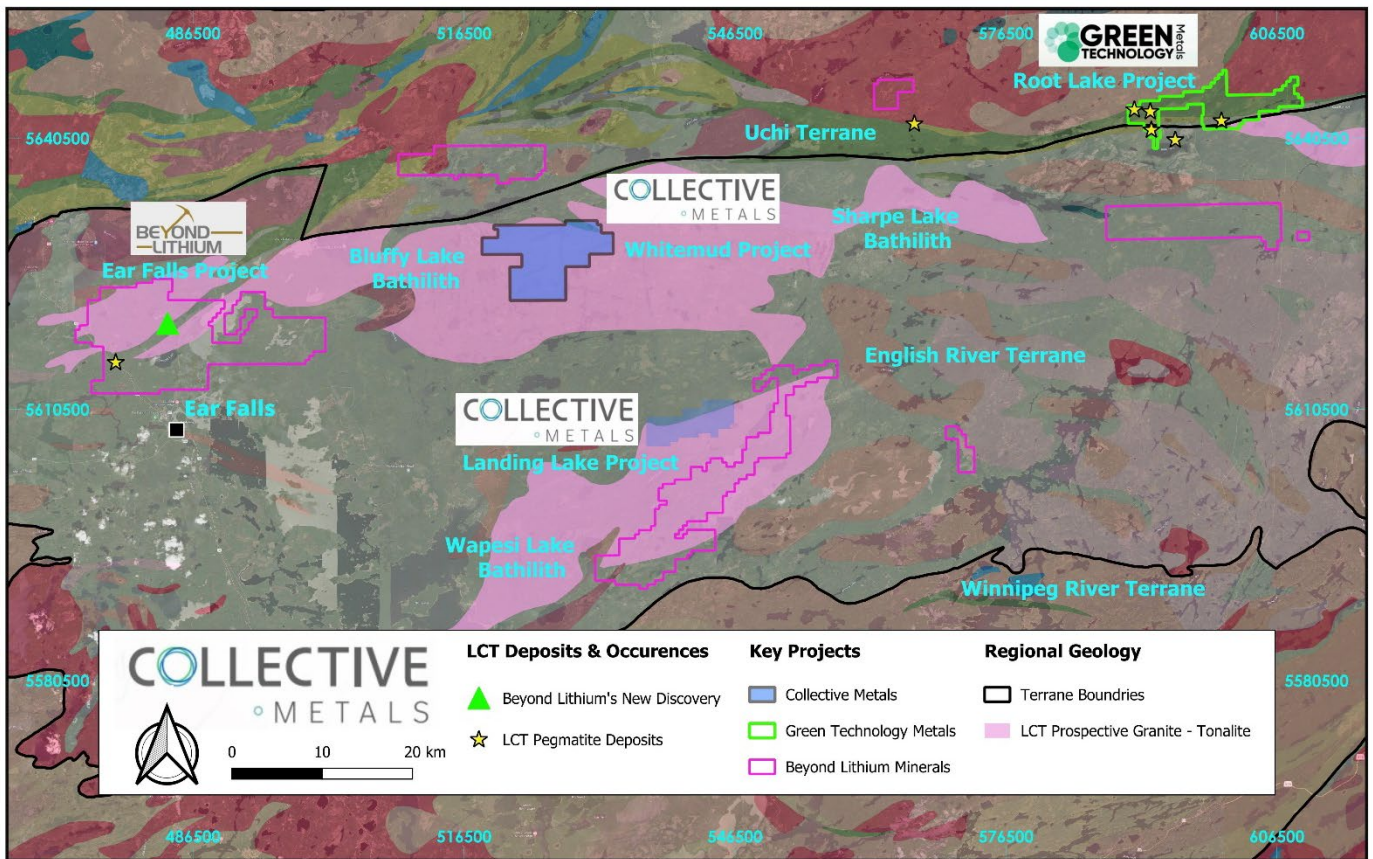 486500
516500
546500
576500
606500
GREEN
TECHNOLOGY
Metals
Root Lake Project
5640500
Uchi Terrane
5640500
COLLECTIVE
METALS
BEYOND
LITHIUM
Ear Falls Project
Bluffy Lake
Bathilith
Whitemud Project
Sharpe Lake
Bathilith
English River Terrane
5610500
Ear Falls
COLLECTIVE
METALS
Landing Lake Project
5610500
Wapesi Lake
Bathilith
Winnipeg River Terrane
COLLECTIVE
METALS
0 10 20 km
LCT Deposits & Occurences
Beyond Lithium's New Discovery
LCT Pegmatite Deposits
Key Projects
Collective Metals
Green Technology Metals
Beyond Lithium Minerals
Regional Geology
Terrane Boundries
LCT Prospective Granite - Tonalite
5580500
5580500
486500
516500
546500
576500
606500